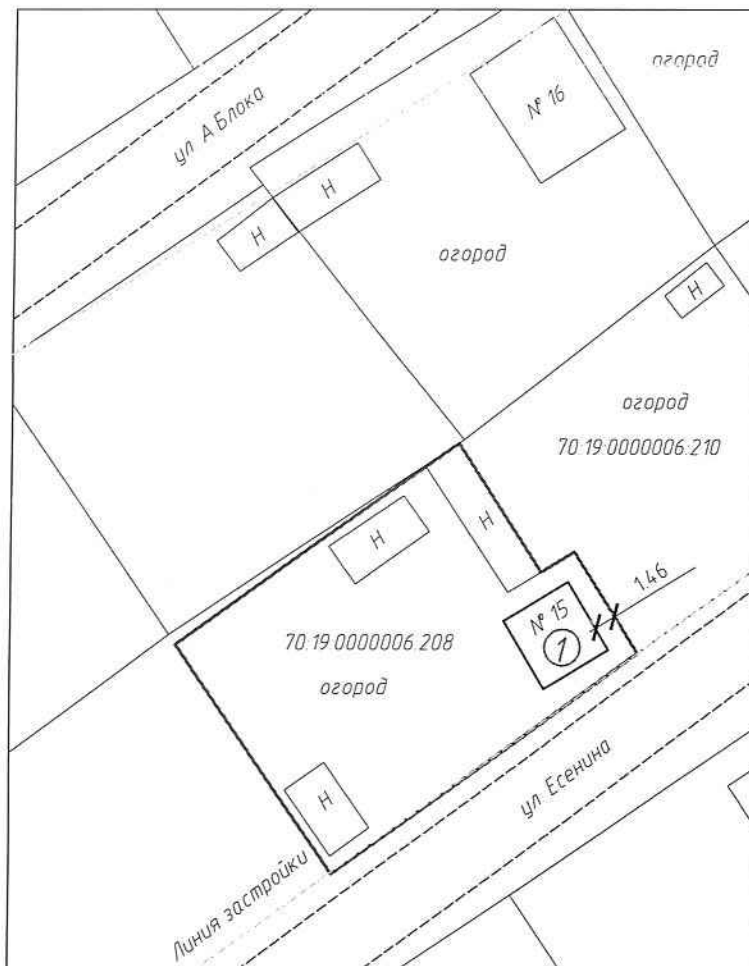 огород
ул А Блока
№ 16
Н
Н
огород
Н
огород
70:19:0000006:210
Н
Н
1.46
№ 15
1
70:19:0000006:208
огород
Н
ул Есенина
Линия застройки